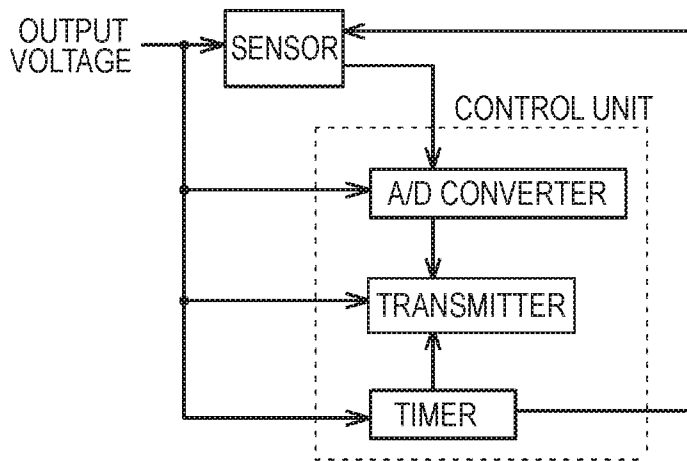 OUTPUT
VOLTAGE
SENSOR
CONTROL UNIT
A/D CONVERTER
TRANSMITTER
TIMER